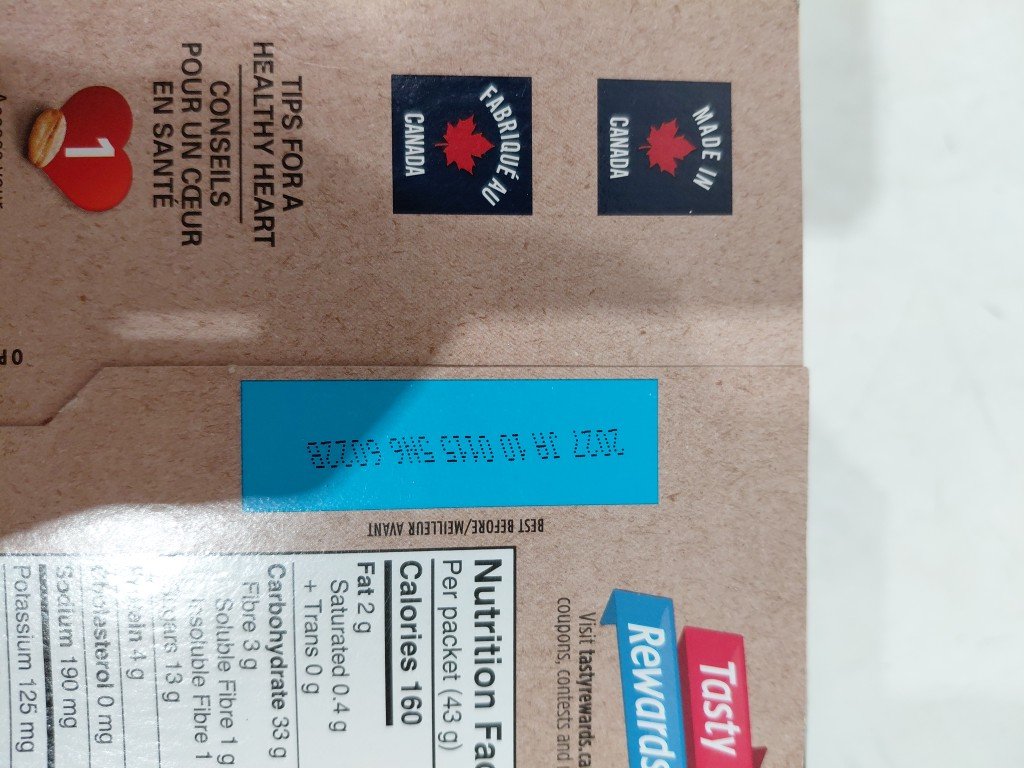 MADE IN
CANADA
FABRIQUÉ AU
CANADA
TIPS FOR A
HEALTHY HEART
CONSEILS
POUR UN CŒUR
EN SANTÉ
1
2022 JA 10 0445 5M6 60228
BEST BEFORE/MEILLEUR AVANT
Tasty
Rewards
Visit tastyrewards.ca
coupons, contests and
Nutrition
Per packet (43 g)
Calories 160
Fat 2 g
Saturated 0.4 g
+ Trans 0 g
Carbohydrate 33 g
Fibre 3 g
Soluble Fibre 1 g
Insoluble Fibre 1
Sugars 13 g
Protein 4 g
Cholesterol 0 mg
Sodium 190 mg
Potassium 125 mg